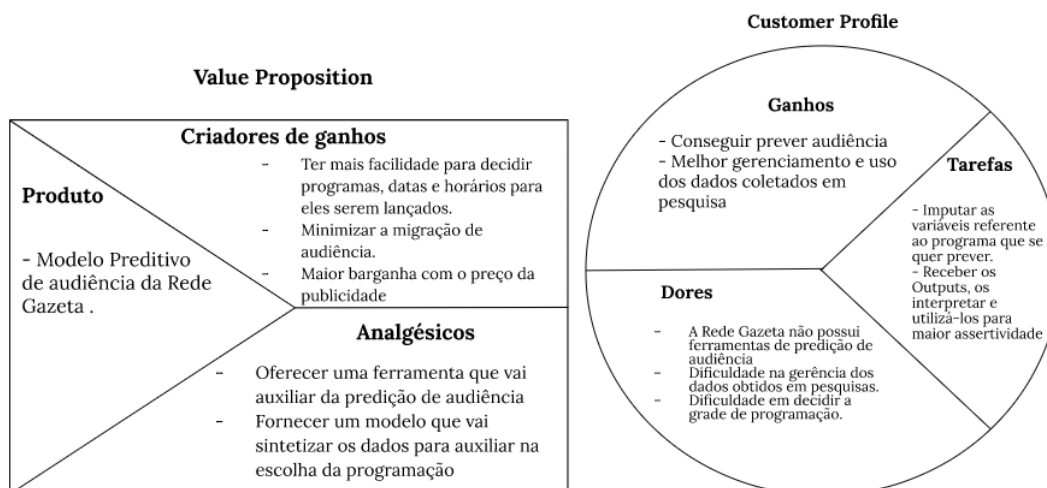 Value Proposition
Criadores de ganhos
- Ter mais facilidade para decidir
programas, datas e horários para
eles serem lançados.
- Minimizar a migração de
audiência.
- Maior barganha com o preço da
publicidade
Produto
- Modelo Preditivo
de audiência da Rede
Gazeta .
Analgésicos
- Oferecer uma ferramenta que vai
auxiliar da predição de audiência
- Fornecer um modelo que vai
sintetizar os dados para auxiliar na
escolha da programação
Customer Profile
Ganhos
- Conseguir prever audiência
- Melhor gerenciamento e uso
dos dados coletados em
pesquisa
Tarefas
- Imputar as
variáveis referente
ao programa que se
quer prever.
- Receber os
Outputs, os
interpretar e
utilizá-los para
maior assertividade
Dores
- A Rede Gazeta não possui
ferramentas de predição de
audiência
- Dificuldade na gerência dos
dados obtidos em pesquisas.
- Dificuldade em decidir a
grade de programação.